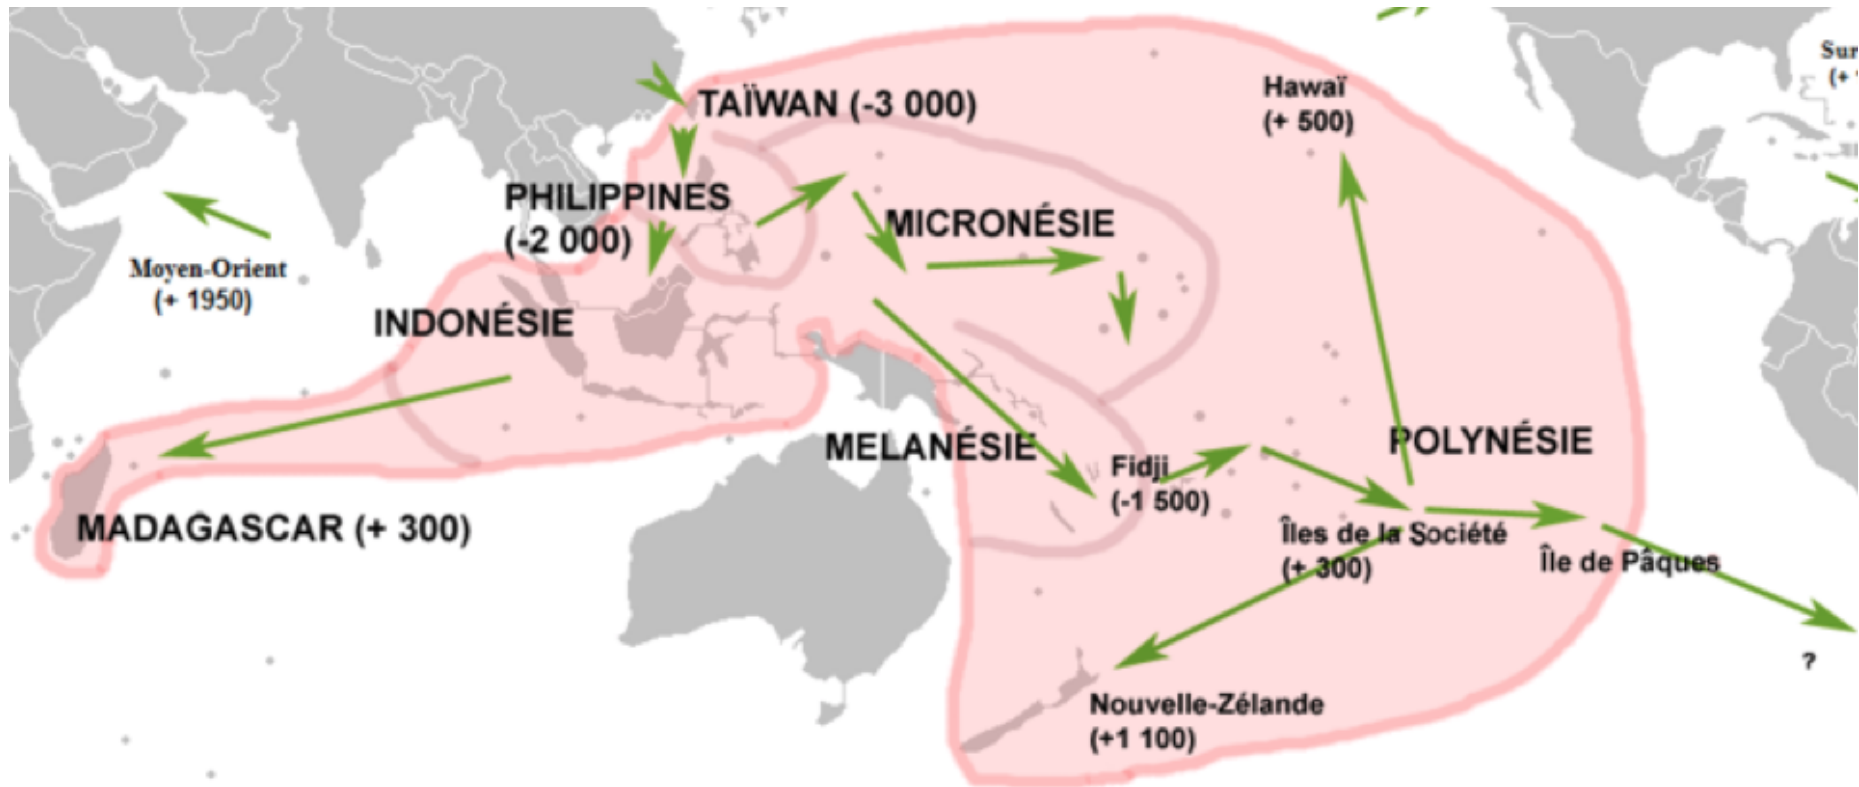 Sur
(+
Hawaï
(+ 500)
TAÏWAN (-3 000)
PHILIPPINES
(-2 000)
MICRONÉSIE
Moyen-Orient
(+ 1950)
INDONÉSIE
MELANÉSIE
POLYNÉSIE
Fidji
(-1 500)
MADAGASCAR (+ 300)
Îles de la Société
(+ 300)
Île de Pâques
?
Nouvelle-Zélande
(+1 100)